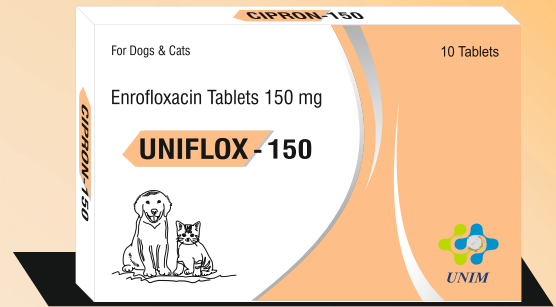 CIPRON-150
For Dogs & Cats
10 Tablets
Enrofloxacin Tablets 150 mg
UNIFLOX - 150
CIPRON-150
UNIM